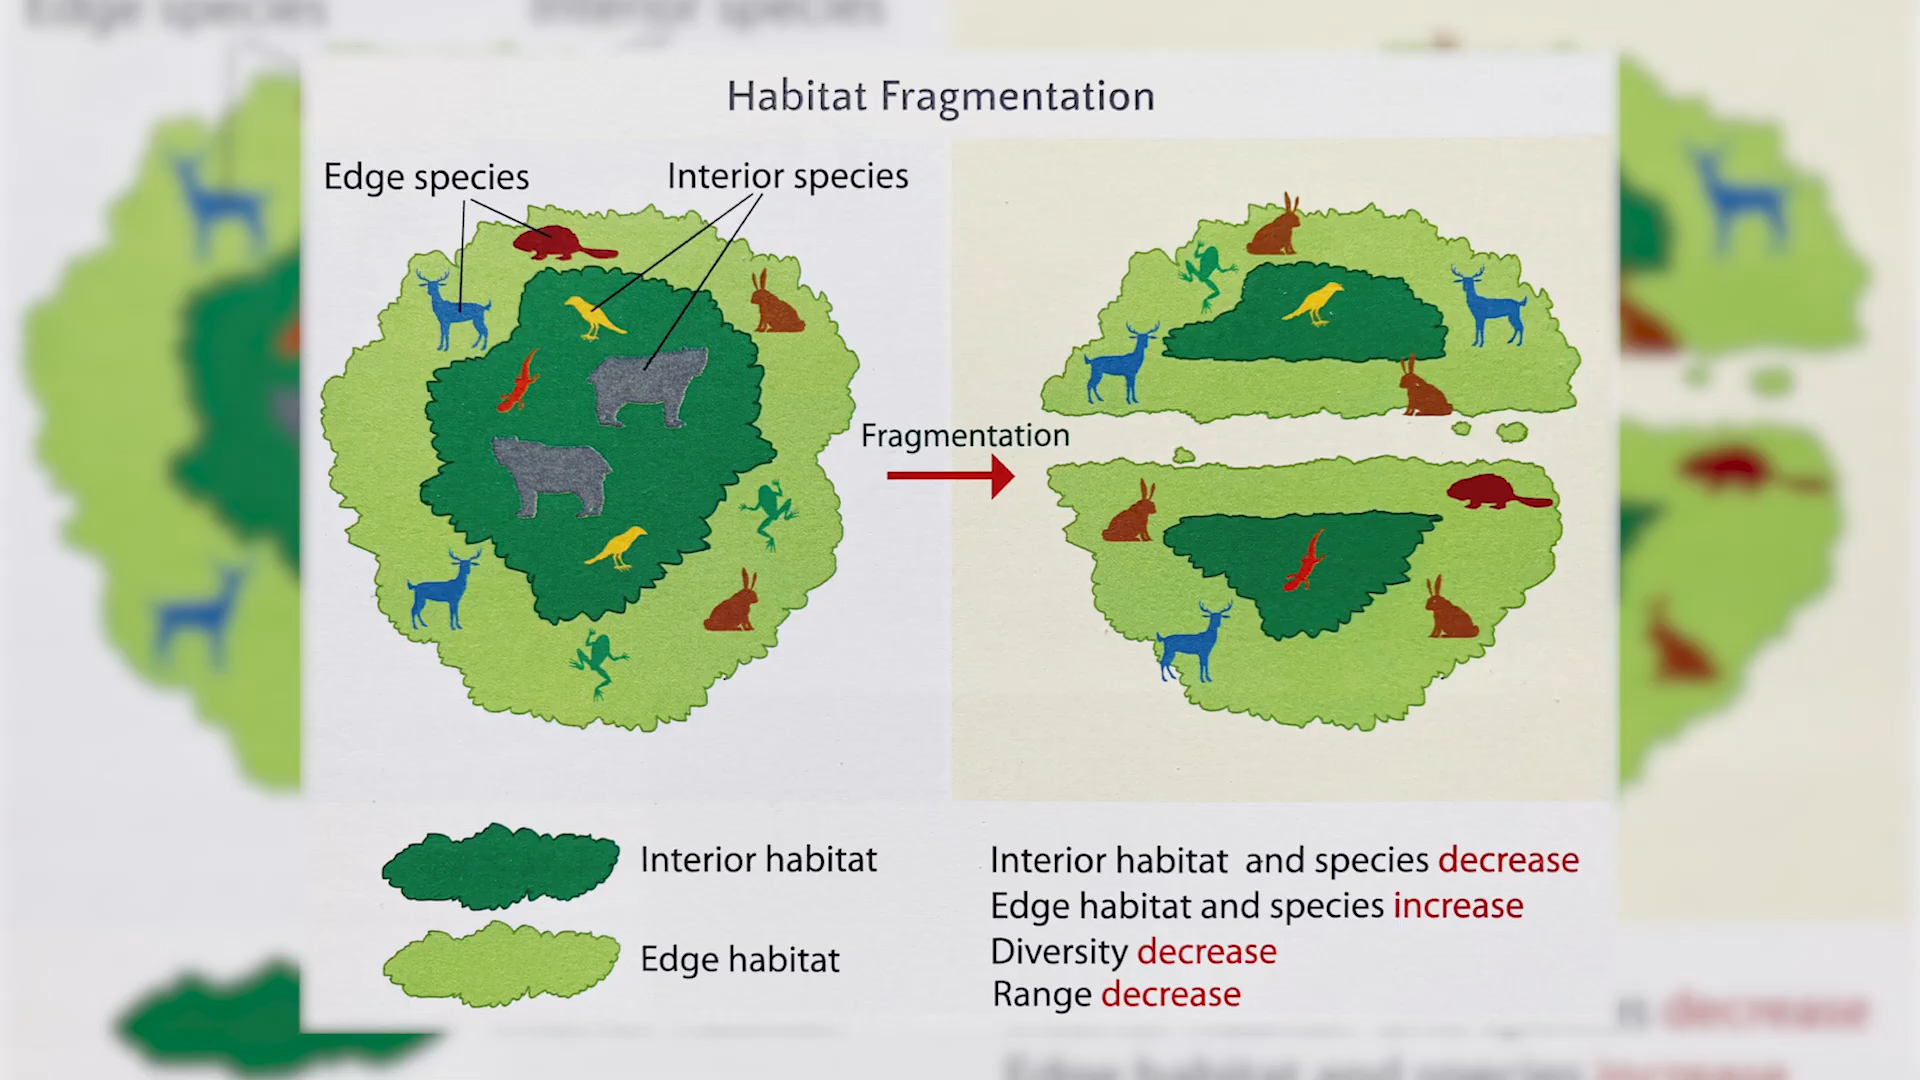 Habitat Fragmentation
Edge species
Interior species
Fragmentation
Interior habitat
Edge habitat
Interior habitat and species decrease
Edge habitat and species increase
Diversity decrease
Range decrease